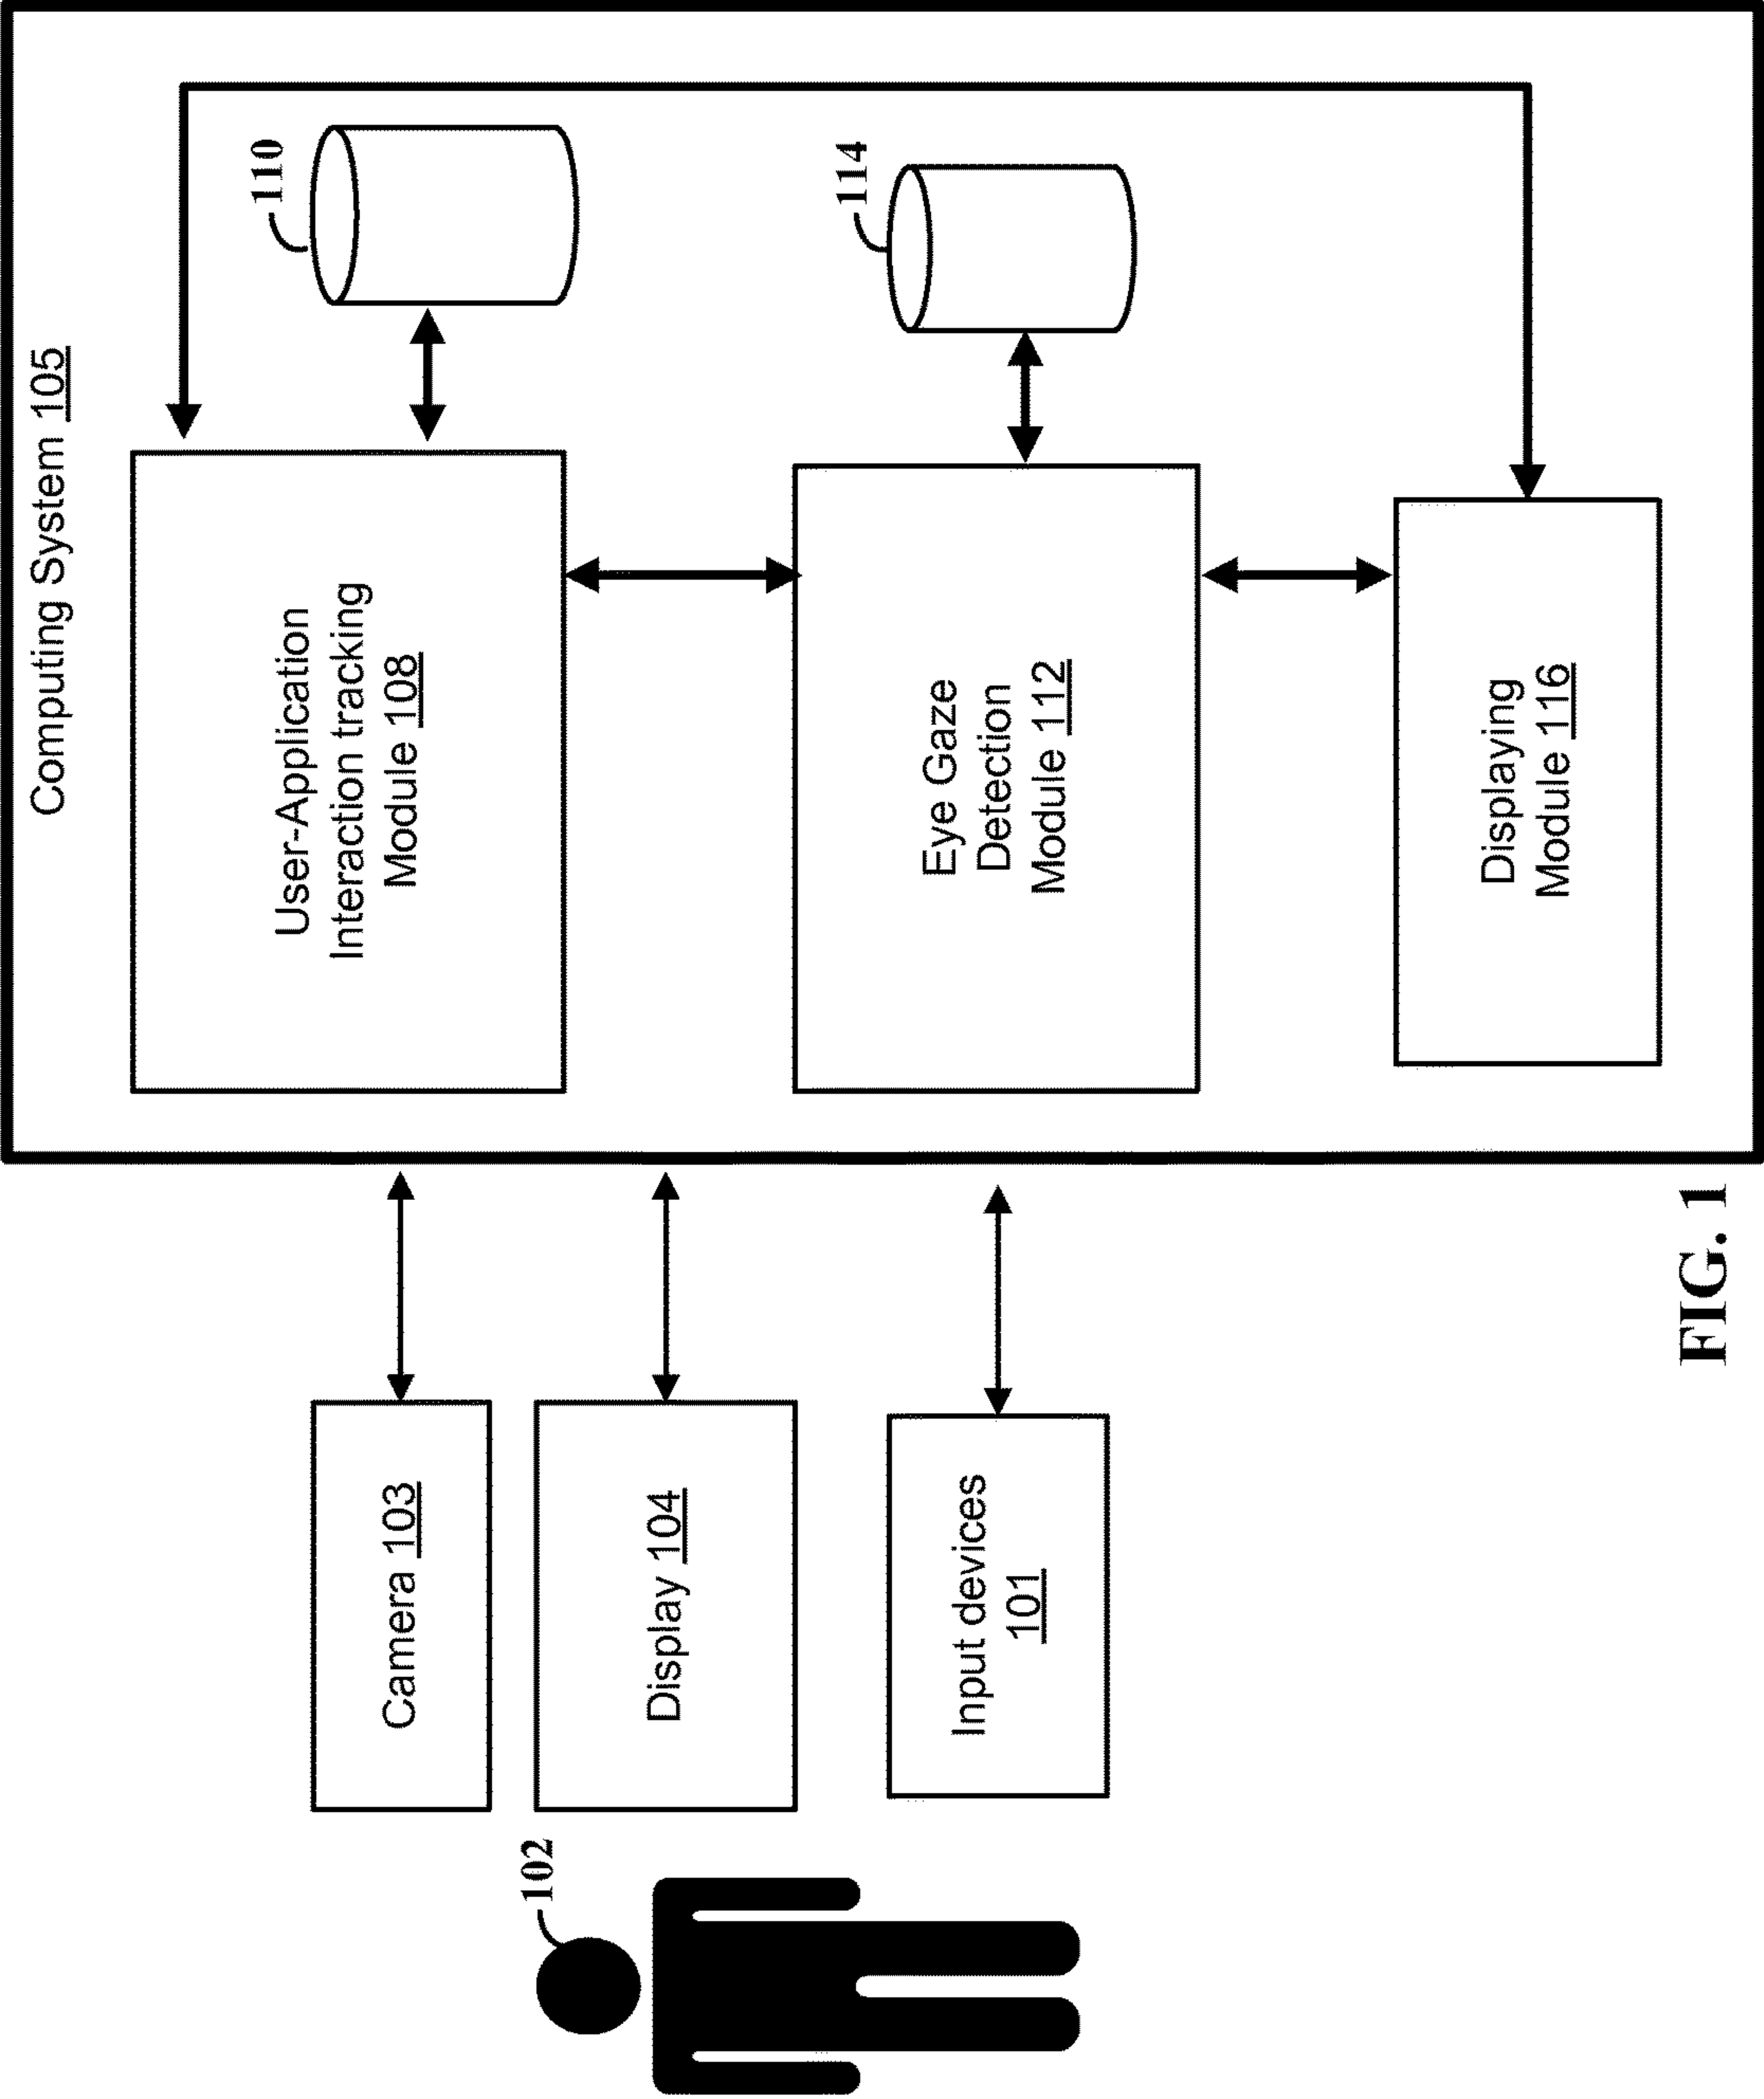 Computing System 105
110
User-Application
Interaction tracking
Module 108
Camera 103
102
Display 104
114
Eye Gaze
Detection
Module 112
Input devices
101
Displaying
Module 116
FIG. 1